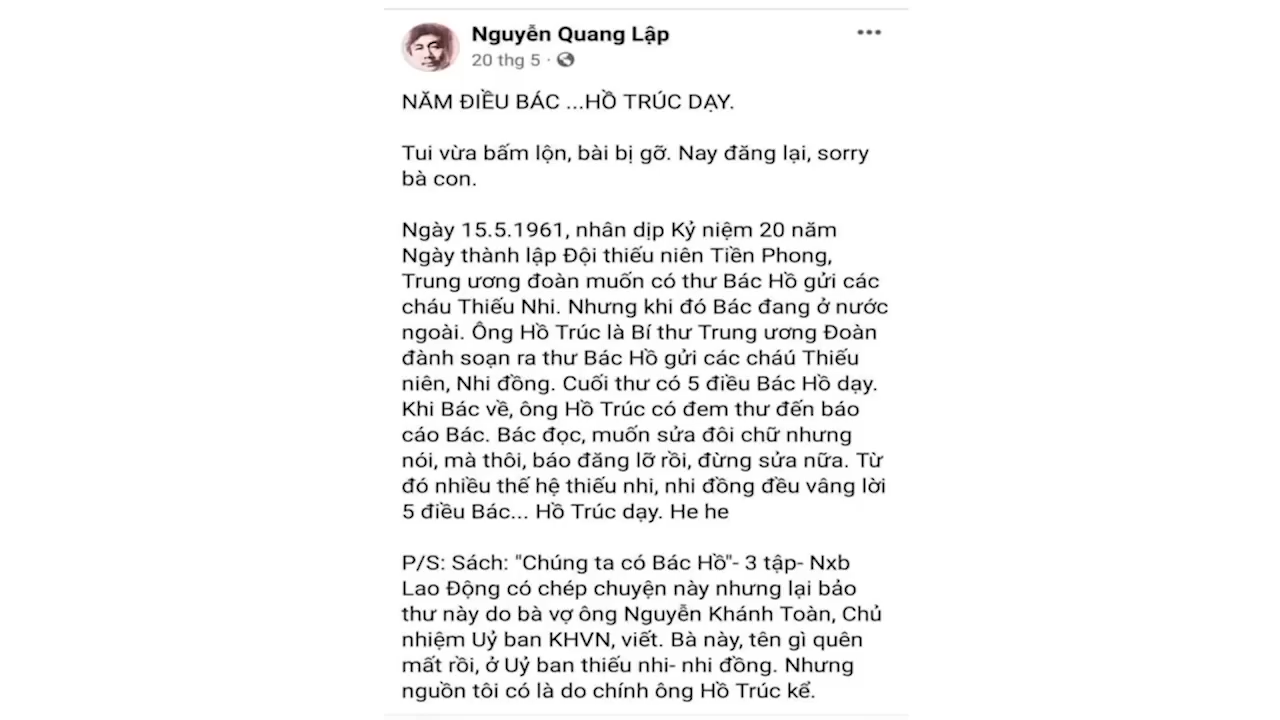 Nguyễn Quang Lập
20 thg 5 ·
NĂM ĐIỀU BÁC ...HỒ TRÚC DẠY.
Tui vừa bấm lộn, bài bị gỡ. Nay đăng lại, sorry
bà con.
Ngày 15.5.1961, nhân dịp Kỷ niệm 20 năm
Ngày thành lập Đội thiếu niên Tiền Phong,
Trung ương đoàn muốn có thư Bác Hồ gửi các
cháu Thiếu Nhi. Nhưng khi đó Bác đang ở nước
ngoài. Ông Hồ Trúc là Bí thư Trung ương Đoàn
đành soạn ra thư Bác Hồ gửi các cháú Thiếu
niên, Nhi đồng. Cuối thư có 5 điều Bác Hồ dạy.
Khi Bác về, ông Hồ Trúc có đem thư đến báo
cáo Bác. Bác đọc, muốn sửa đôi chữ nhưng
nói, mà thôi, báo đăng lỡ rồi, đừng sửa nữa. Từ
đó nhiều thế hệ thiếu nhi, nhi đồng đều vâng lời
5 điều Bác... Hồ Trúc dạy. He he
P/S: Sách: "Chúng ta có Bác Hồ"- 3 tập- Nxb
Lao Động có chép chuyện này nhưng lại bảo
thư này do bà vợ ông Nguyễn Khánh Toàn, Chủ
nhiệm Uỷ ban KHVN, viết. Bà này, tên gì quên
mất rồi, ở Uỷ ban thiếu nhi- nhi đồng. Nhưng
nguồn tôi có là do chính ông Hồ Trúc kể.